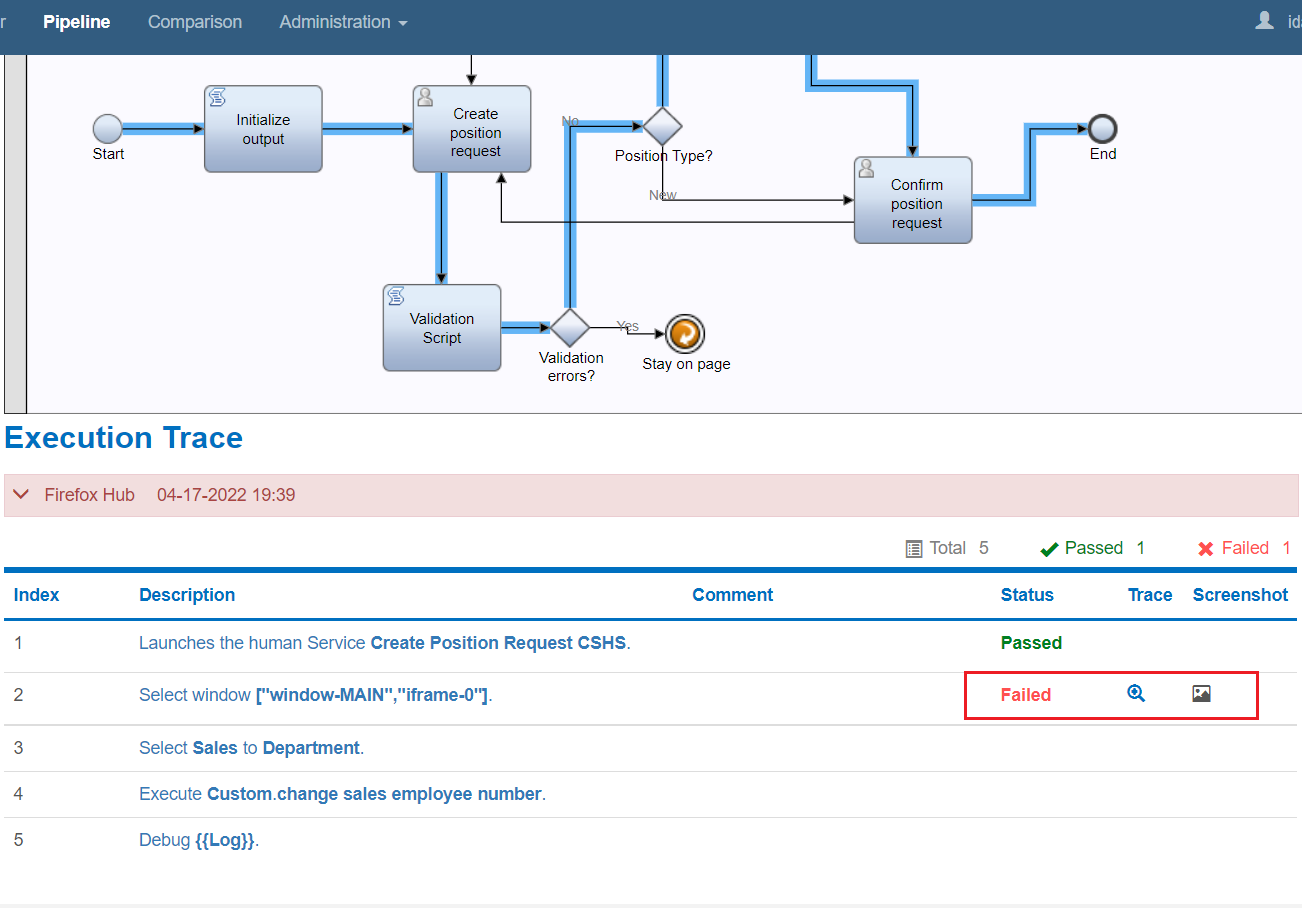 r Pipeline Comparison Administration id
Start
Initialize
output
Create
position
request
No
Position Type?
New
Confirm
position
request
End
Validation
Script
Validation
errors?
Yes
Stay on page
Execution Trace
Firefox Hub 04-17-2022 19:39
Total 5 Passed 1 Failed 1
Index Description Comment Status Trace Screenshot
1 Launches the human Service Create Position Request CSHS. Passed
2 Select window ["window-MAIN","iframe-0"]. Failed
3 Select Sales to Department.
4 Execute Custom.change sales employee number.
5 Debug {{Log}}.